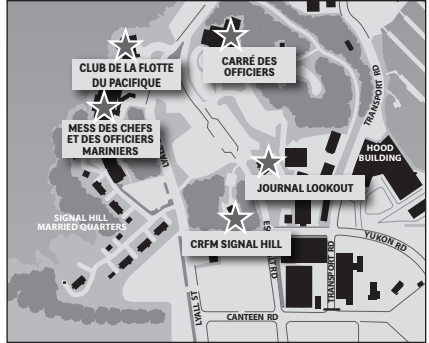 CLUB DE LA FLOTTE
DU PACIFIQUE
CARRÉ DES
OFFICIERS
MESS DES CHEFS
ET DES OFFICIERS
MARINIERS
LYALL
TRANSPORT RD
HOOD
BUILDING
JOURNAL LOOKOUT
SIGNAL HILL
MARRIED QUARTERS
CRFM SIGNAL HILL
YUKON RD
TRANSPORT RD
LYALL ST
CANTEEN RD